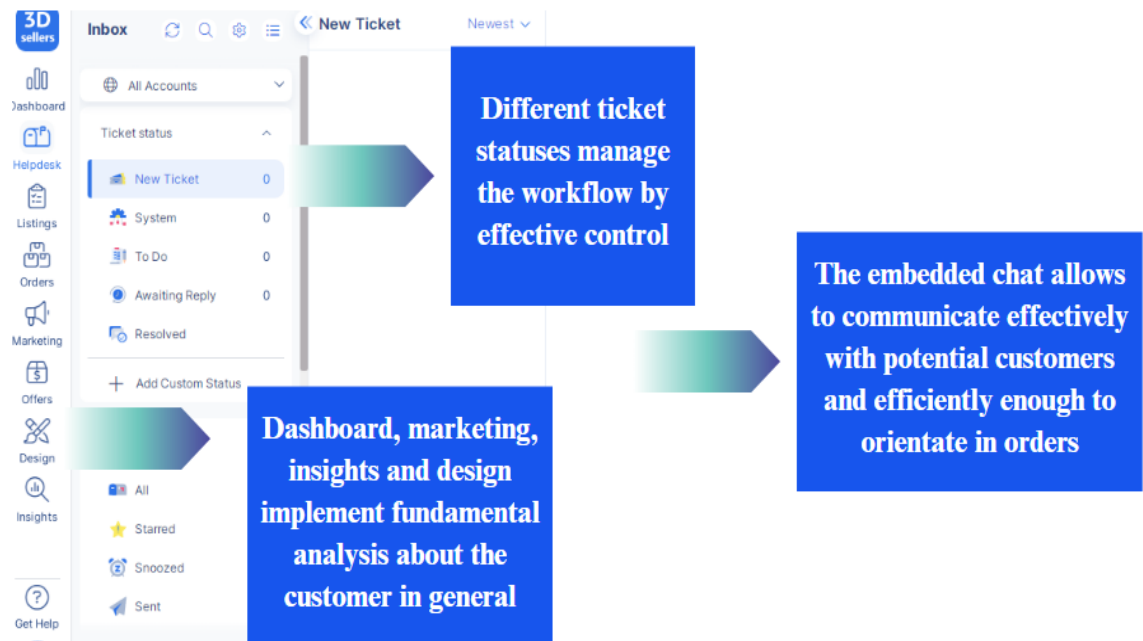 3D
sellers
Dashboard
Helpdesk
Listings
Orders
Marketing
Offers
Design
Insights
Get Help
Inbox
All Accounts
Ticket status
New Ticket 0
System 0
To Do 0
Awaiting Reply 0
Resolved
+ Add Custom Status
All
Starred
Snoozed
Sent
New Ticket Newest
Different ticket
statuses manage
the workflow by
effective control
Dashboard, marketing,
insights and design
implement fundamental
analysis about the
customer in general
The embedded chat allows
to communicate effectively
with potential customers
and efficiently enough to
orientate in orders